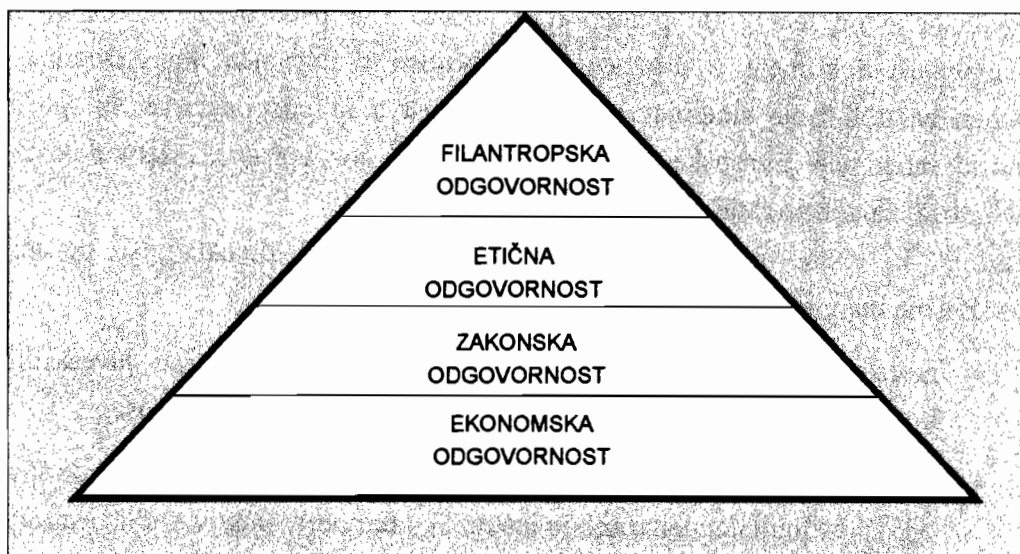 FILANTROPSKA
ODGOVORNOST
ETIČNA
ODGOVORNOST
ZAKONSKA
ODGOVORNOST
EKONOMSKA
ODGOVORNOST